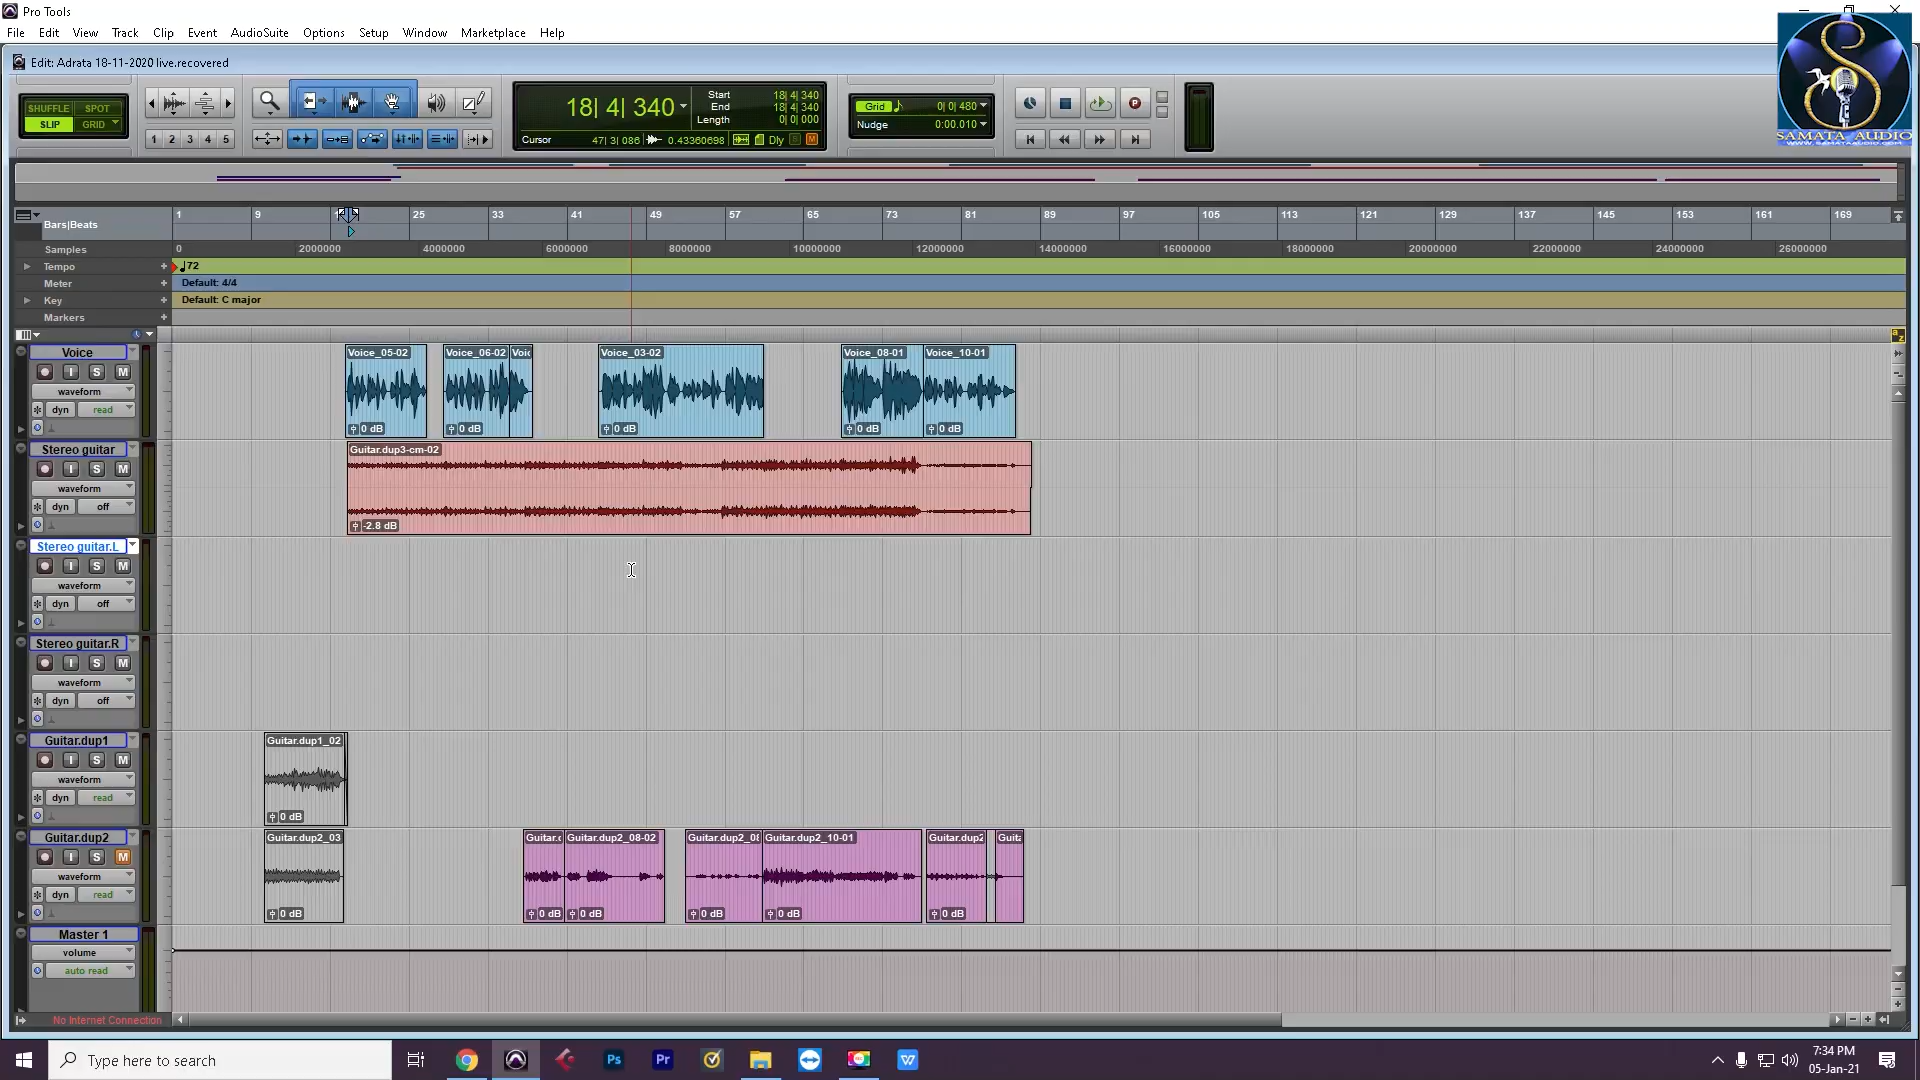 Pro Tools
File Edit View Track Clip Event AudioSuite Options Setup Window Marketplace Help
Edit: Adrata 18-11-2020 live.recovered
SHUFFLE SPOT
SLIP GRID
1 2 3 4 5
18| 4| 340
Start 18| 4| 340
End 18| 4| 340
Length 0| 0| 000
Cursor 47| 3| 086 0.43360698 Dly S M
Grid 0| 0| 480
Nudge 0:00.010
SAMATA AUDIO
WWW.SAMATAAUDIO.COM
Bars|Beats 1 9 25 33 41 49 57 65 73 81 89 97 105 113 121 129 137 145 153 161 169
Samples 0 2000000 4000000 6000000 8000000 10000000 12000000 14000000 16000000 18000000 20000000 22000000 24000000 26000000
Tempo + 72
Meter + Default: 4/4
Key + Default: C major
Markers +
a z
Voice
I S M
waveform
dyn read
Voice_05-02 Voice_06-02 Voic Voice_03-02 Voice_08-01 Voice_10-01
0 dB 0 dB 0 dB 0 dB 0 dB
Stereo guitar
I S M
waveform
dyn off
Guitar.dup3-cm-02
-2.8 dB
Stereo guitar.L
I S M
waveform
dyn off
Stereo guitar.R
I S M
waveform
dyn off
Guitar.dup1
I S M
waveform
dyn read
Guitar.dup1_02
0 dB
Guitar.dup2
I S M
waveform
dyn read
Guitar.dup2_03 Guitar.d Guitar.dup2_08-02 Guitar.dup2_08 Guitar.dup2_10-01 Guitar.dup2 Guita
0 dB 0 dB 0 dB 0 dB 0 dB 0 dB
Master 1
volume
auto read
No Internet Connection
Type here to search
Ps Pr W
7:34 PM
05-Jan-21